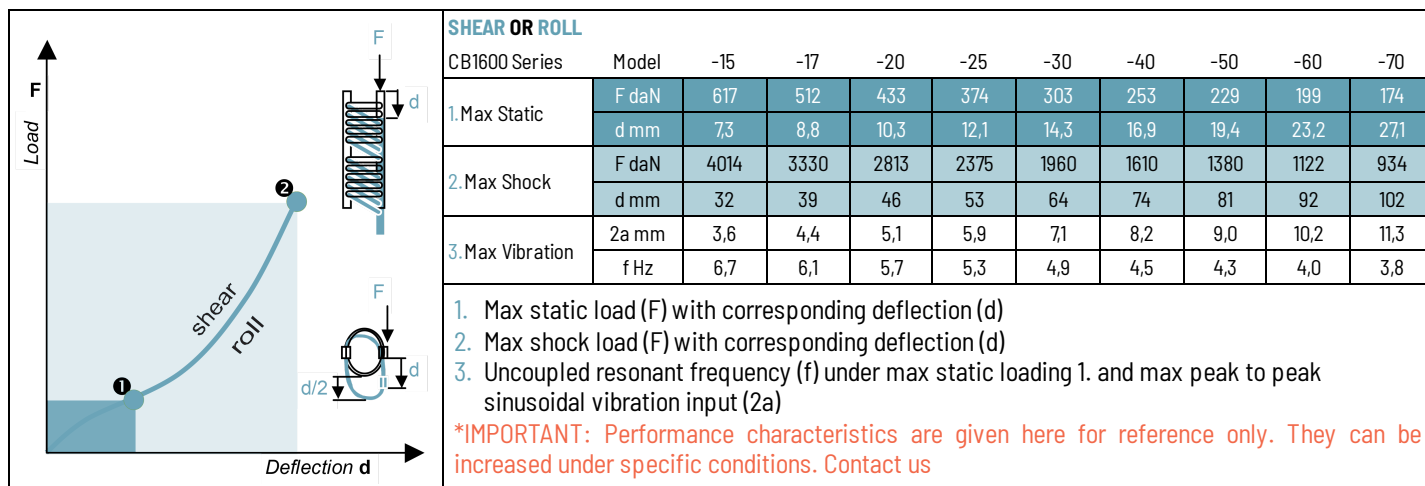 F
Load
shear
roll
❶
❷
Deflection d
F
d
F
d
d/2
SHEAR OR ROLL
CB1600 Series Model -15 -17 -20 -25 -30 -40 -50 -60 -70
1.Max Static
F daN 617 512 433 374 303 253 229 199 174
d mm 7,3 8,8 10,3 12,1 14,3 16,9 19,4 23,2 27,1
2.Max Shock
F daN 4014 3330 2813 2375 1960 1610 1380 1122 934
d mm 32 39 46 53 64 74 81 92 102
3.Max Vibration
2a mm 3,6 4,4 5,1 5,9 7,1 8,2 9,0 10,2 11,3
f Hz 6,7 6,1 5,7 5,3 4,9 4,5 4,3 4,0 3,8
1. Max static load (F) with corresponding deflection (d)
2. Max shock load (F) with corresponding deflection (d)
3. Uncoupled resonant frequency (f) under max static loading 1. and max peak to peak
sinusoidal vibration input (2a)
*IMPORTANT: Performance characteristics are given here for reference only. They can be
increased under specific conditions. Contact us